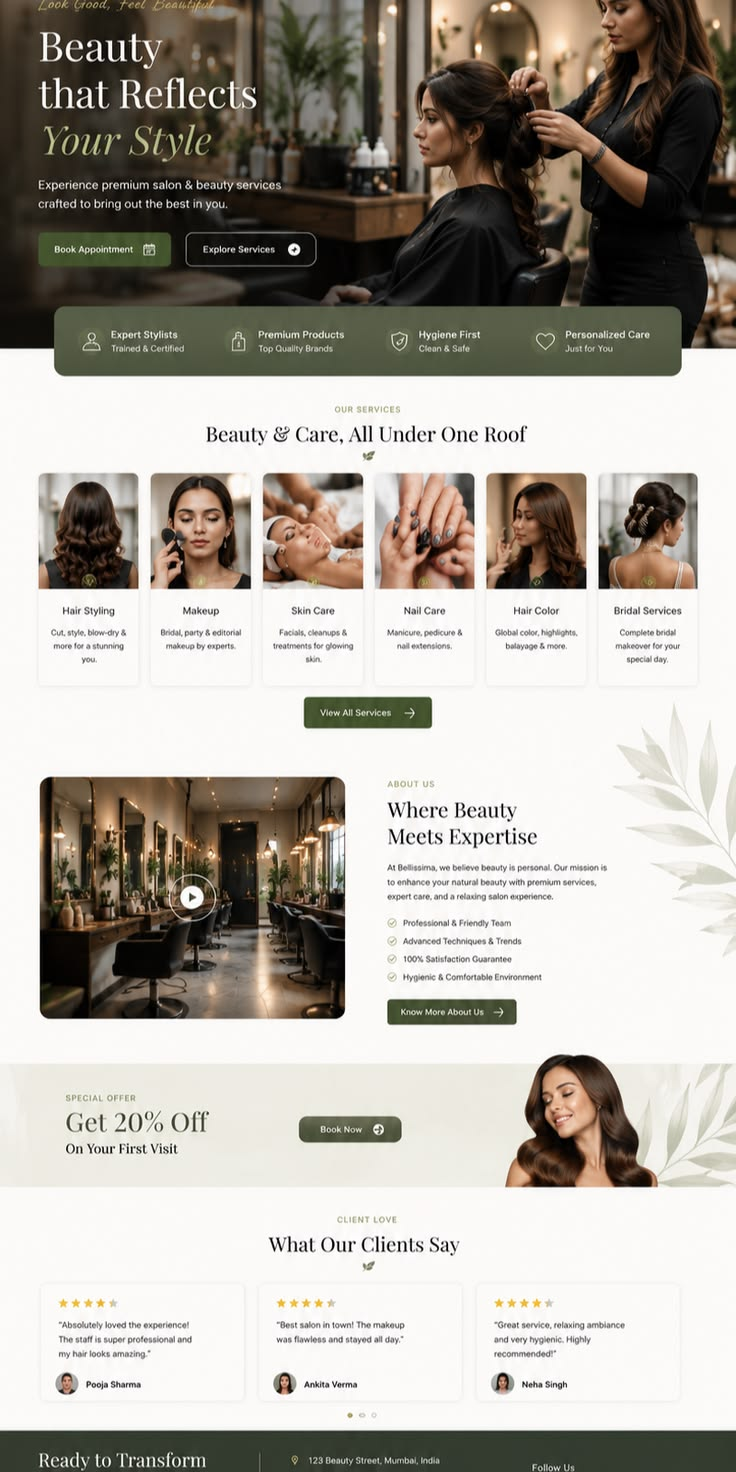 Look Good, Feel Beautiful
Beauty
that Reflects
Your Style
Experience premium salon & beauty services
crafted to bring out the best in you.
Book Appointment
Explore Services
Expert Stylists
Trained & Certified
Premium Products
Top Quality Brands
Hygiene First
Clean & Safe
Personalized Care
Just for You
OUR SERVICES
Beauty & Care, All Under One Roof
Hair Styling
Cut, style, blow-dry &
more for a stunning
you.
Makeup
Bridal, party & editorial
makeup by experts.
Skin Care
Facials, cleanups &
treatments for glowing
skin.
Nail Care
Manicure, pedicure &
nail extensions.
Hair Color
Global color, highlights,
balayage & more.
Bridal Services
Complete bridal
makeover for your
special day.
View All Services
ABOUT US
Where Beauty
Meets Expertise
At Bellissima, we believe beauty is personal. Our mission is
to enhance your natural beauty with premium services,
expert care, and a relaxing salon experience.
Professional & Friendly Team
Advanced Techniques & Trends
100% Satisfaction Guarantee
Hygienic & Comfortable Environment
Know More About Us
SPECIAL OFFER
Get 20% Off
On Your First Visit
Book Now
CLIENT LOVE
What Our Clients Say
"Absolutely loved the experience!
The staff is super professional and
my hair looks amazing."
Pooja Sharma
"Best salon in town! The makeup
was flawless and stayed all day."
Ankita Verma
"Great service, relaxing ambiance
and very hygienic. Highly
recommended!"
Neha Singh
Ready to Transform
123 Beauty Street, Mumbai, India
Follow Us